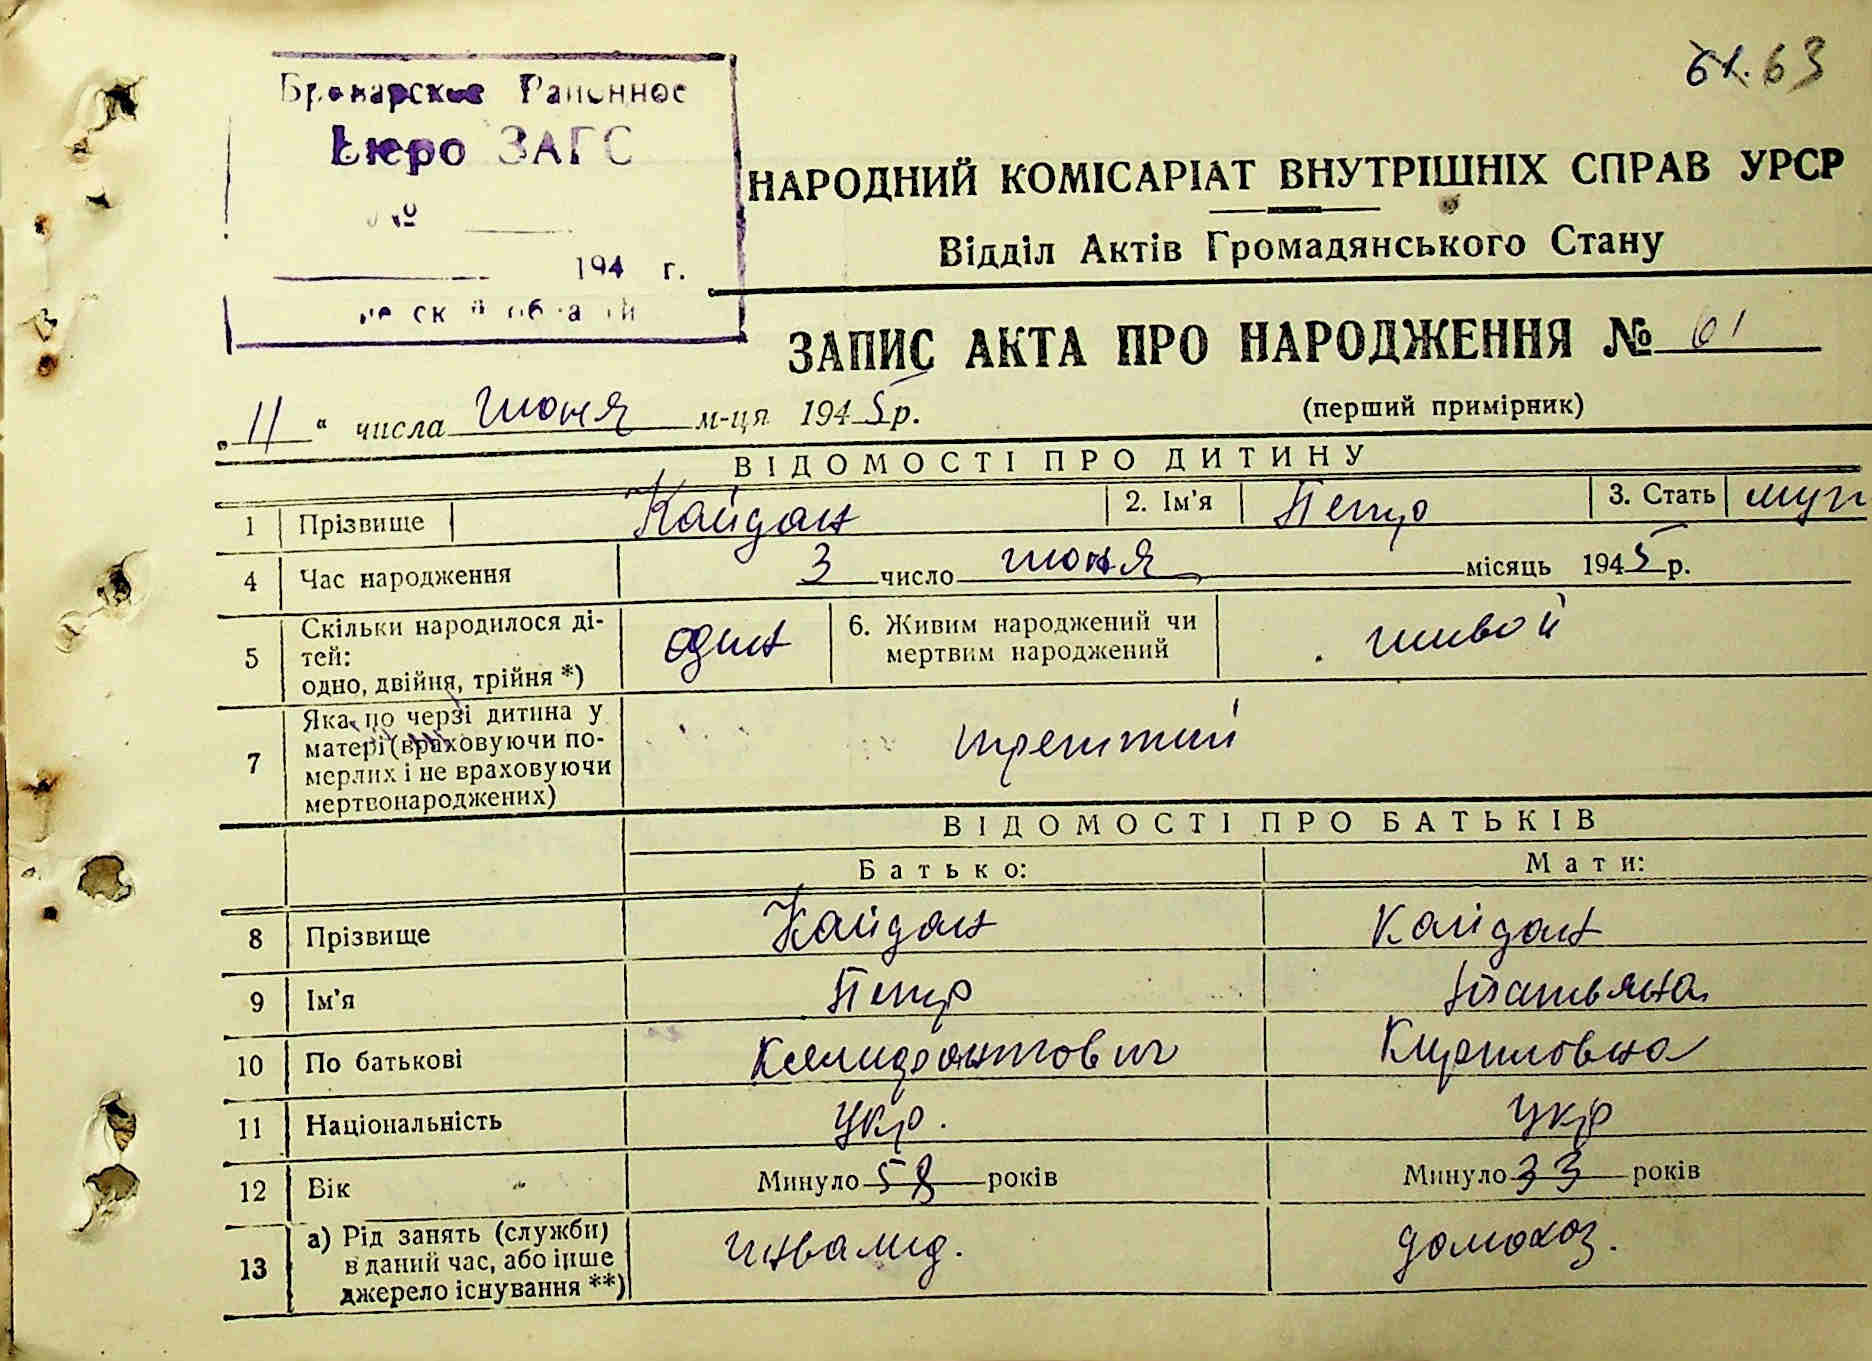 61. 63
Броварское Районное
Бюро ЗАГС
№
194 г.
НАРОДНИЙ КОМІСАРІАТ ВНУТРІШНІХ СПРАВ УРСР
Відділ Актів Громадянського Стану
ЗАПИС АКТА ПРО НАРОДЖЕННЯ № 61
„11“ числа июня м-ця 1945 р. (перший примірник)
ВІДОМОСТІ ПРО ДИТИНУ
1 Прізвище Кайдан 2. Ім'я Петро 3. Стать муж
4 Час народження 3 число июня місяць 1945 р.
5 Скільки народилося ді-
тей:
одно, двійня, трійня *) один 6. Живим народжений чи
мертвим народжений живой
7 Яка по черзі дитина у
матері (враховуючи по-
мерлих і не враховуючи
мертвонароджених) третий
ВІДОМОСТІ ПРО БАТЬКІВ
Батько: Мати:
8 Прізвище Кайдан Кайдан
9 Ім'я Петр Татьяна
10 По батькові Кириловна
11 Національність Укр. Укр
12 Вік Минуло 58 років Минуло 33 років
13 а) Рід занять (служби)
в даний час, або інше
джерело існування **) инвалид. домохоз.